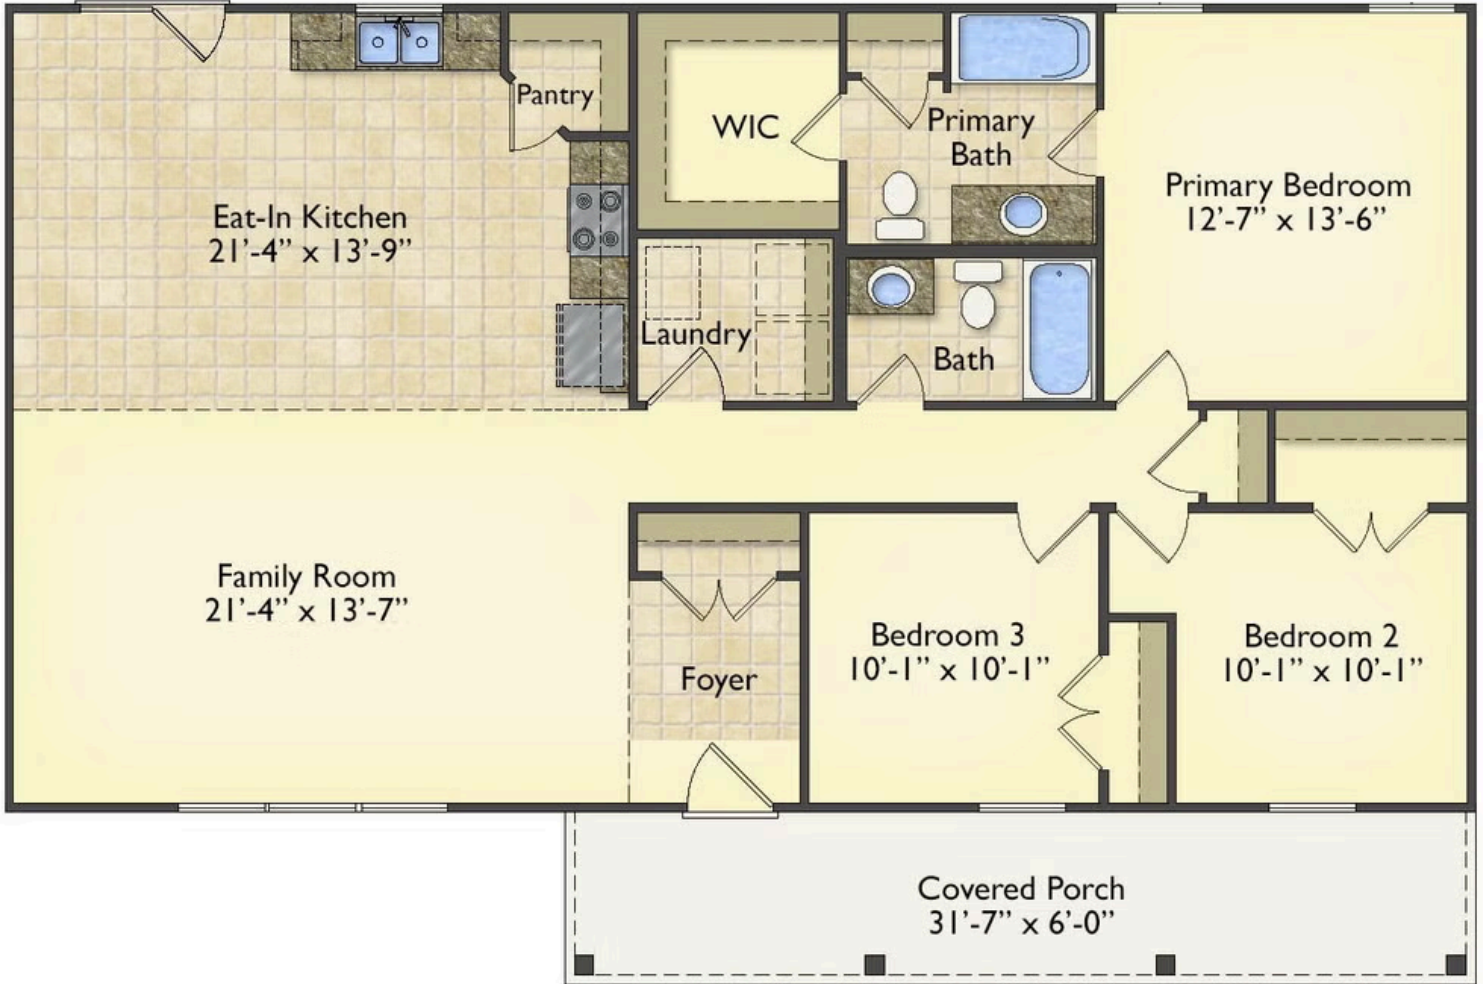 Pantry
WIC
Primary
Bath
Primary Bedroom
12'-7” x 13'-6”
Eat-In Kitchen
21'-4” x 13'-9”
Laundry
Bath
Family Room
21'-4” x 13'-7”
Foyer
Bedroom 3
10'-1” x 10'-1”
Bedroom 2
10'-1” x 10'-1”
Covered Porch
31'-7” x 6'-0”